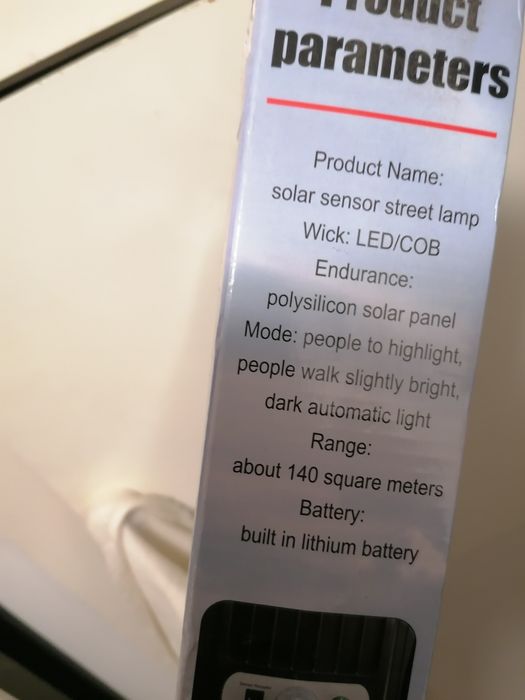 Product
parameters
Product Name:
solar sensor street lamp
Wick: LED/COB
Endurance:
polysilicon solar panel
Mode: people to highlight,
people walk slightly bright,
dark automatic light
Range:
about 140 square meters
Battery:
built in lithium battery